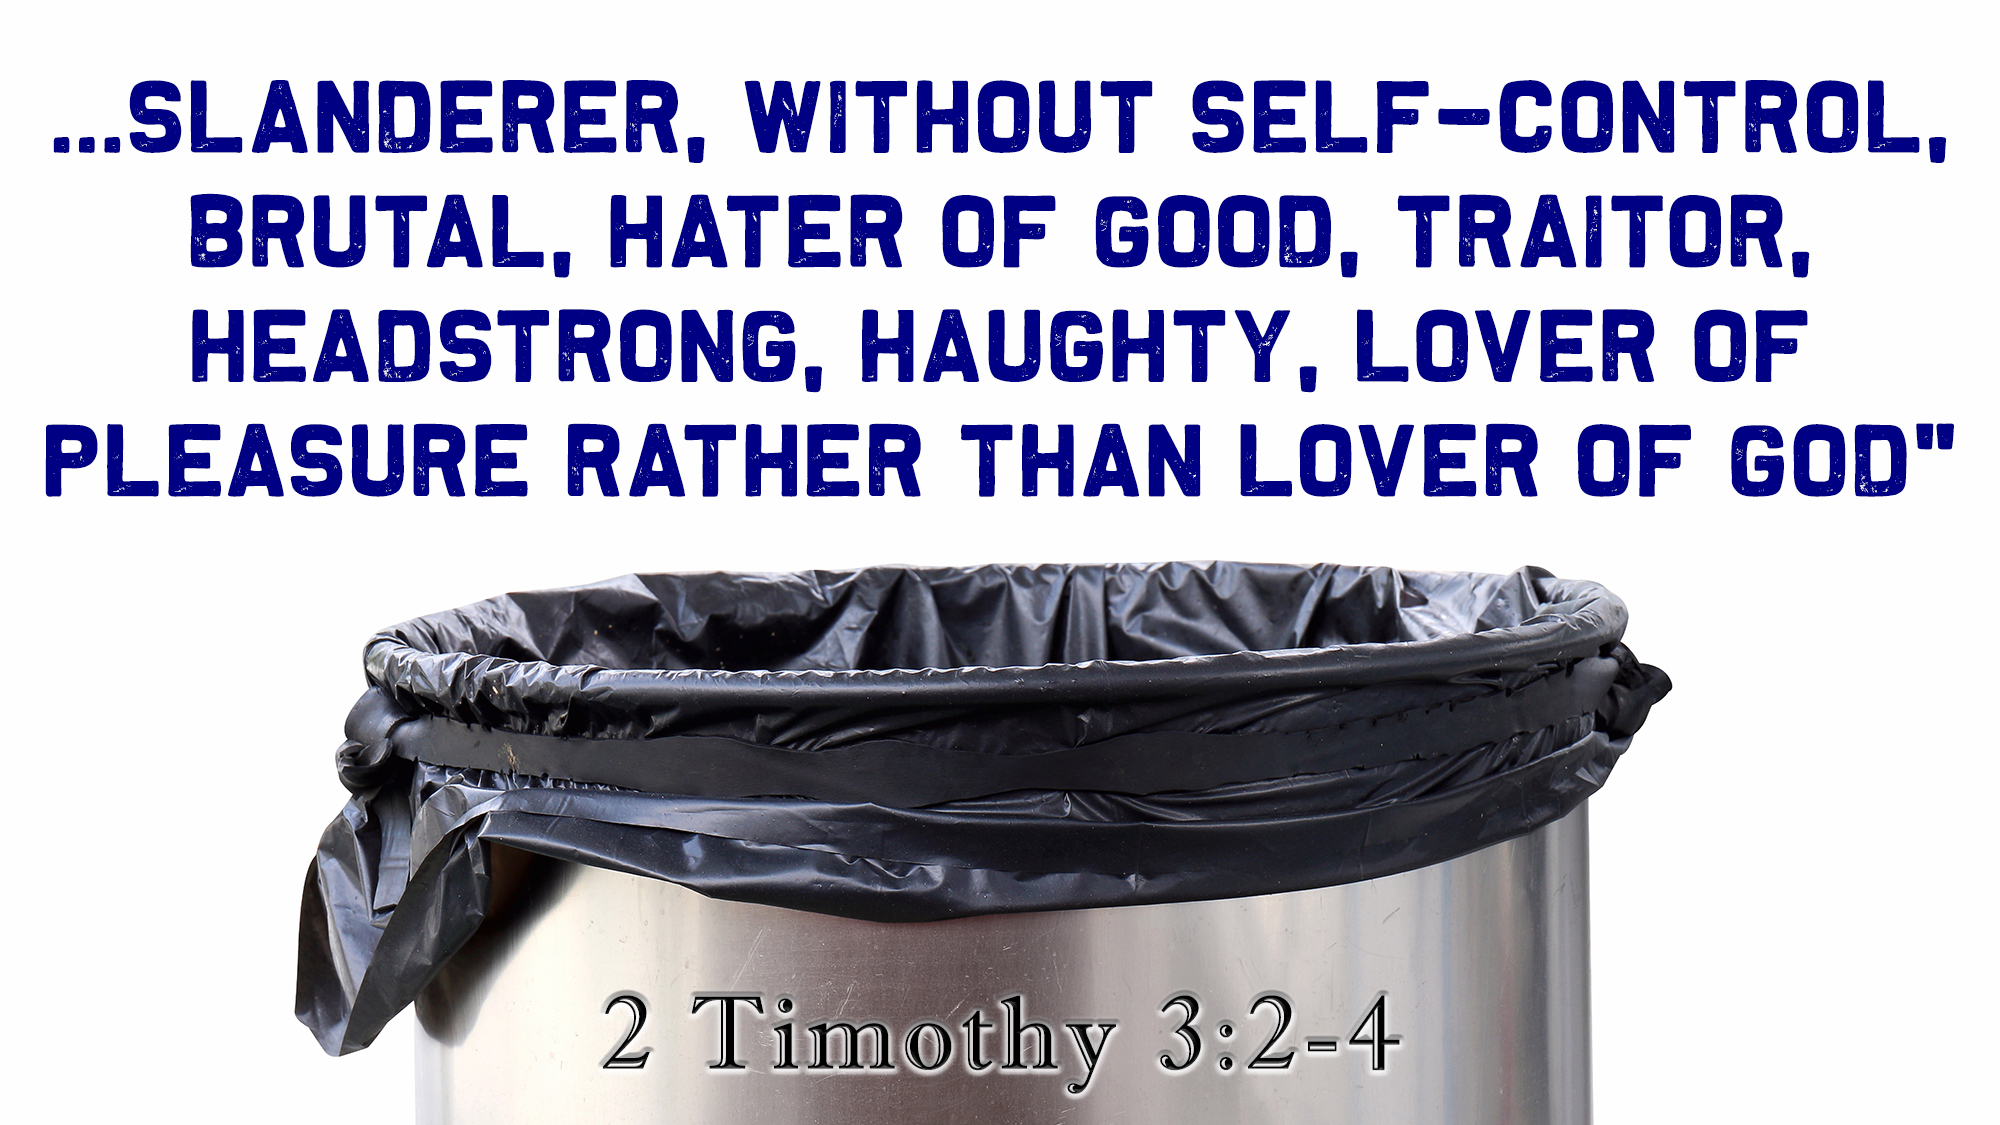 ...SLANDERER, WITHOUT SELF-CONTROL,
BRUTAL, HATER OF GOOD, TRAITOR,
HEADSTRONG, HAUGHTY, LOVER OF
PLEASURE RATHER THAN LOVER OF GOD"
2 Timothy 3:2-4